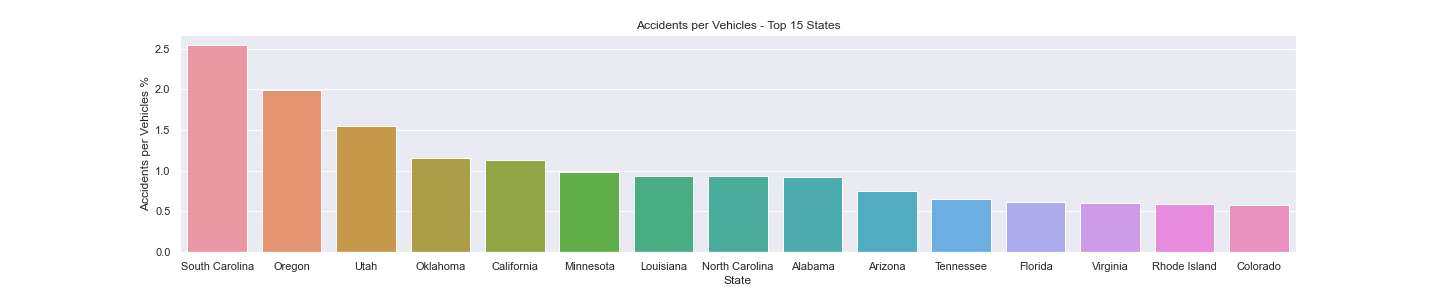 Accidents per Vehicles - Top 15 States
Accidents per Vehicles %
2.5
2.0
1.5
1.0
0.5
0.0
South Carolina Oregon Utah Oklahoma California Minnesota Louisiana North Carolina Alabama Arizona Tennessee Florida Virginia Rhode Island Colorado
State